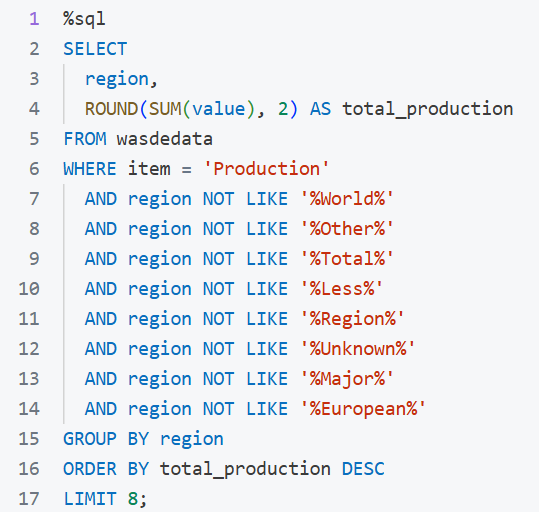 1 %sql
2 SELECT
3   region,
4   ROUND(SUM(value), 2) AS total_production
5 FROM wasdedata
6 WHERE item = 'Production'
7   AND region NOT LIKE '%World%'
8   AND region NOT LIKE '%Other%'
9   AND region NOT LIKE '%Total%'
10   AND region NOT LIKE '%Less%'
11   AND region NOT LIKE '%Region%'
12   AND region NOT LIKE '%Unknown%'
13   AND region NOT LIKE '%Major%'
14   AND region NOT LIKE '%European%'
15 GROUP BY region
16 ORDER BY total_production DESC
17 LIMIT 8;